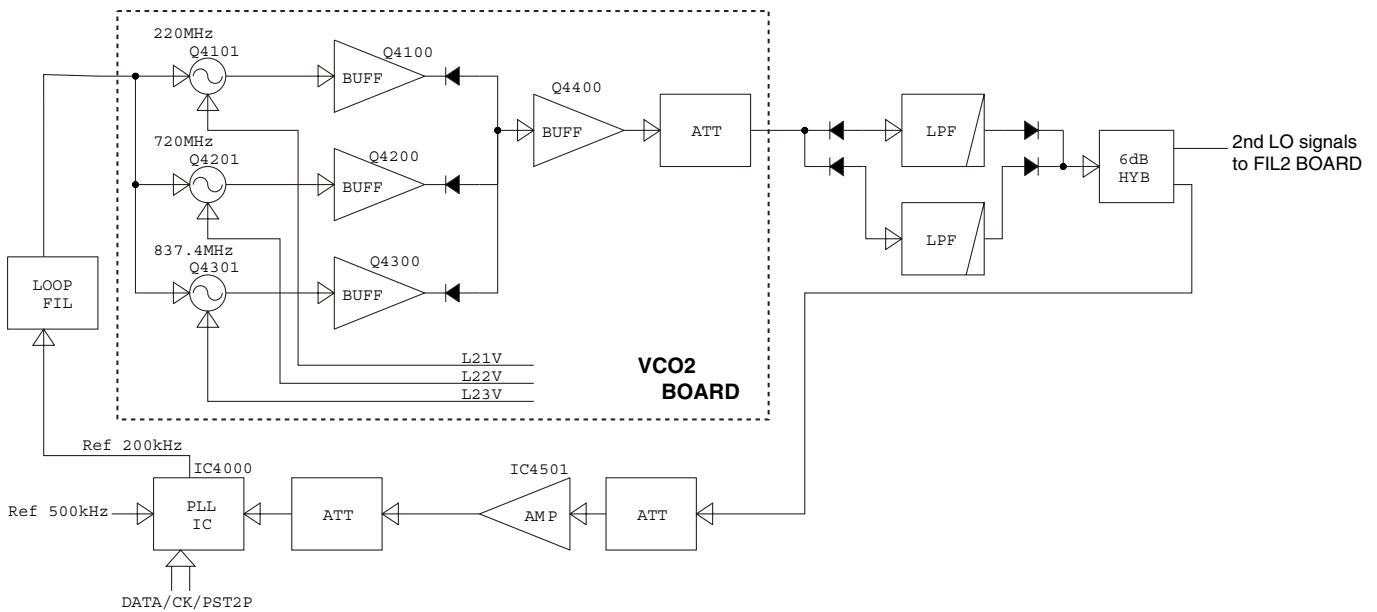 220MHz
Q4101
Q4100
BUFF
Q4400
BUFF
ATT
LPF
6dB
HYB
2nd LO signals
to FIL2 BOARD
720MHz
Q4201
Q4200
BUFF
LPF
837.4MHz
Q4301
Q4300
BUFF
LOOP
FIL
L21V
L22V
L23V
VCO2
BOARD
Ref 200kHz
IC4000
PLL
IC
Ref 500kHz
ATT
IC4501
AMP
ATT
DATA/CK/PST2P